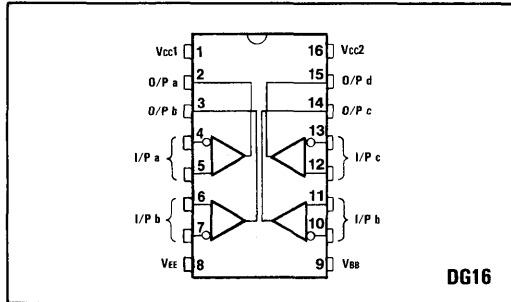 Vcc1 1 16 Vcc2
O/P a 2 15 O/P d
O/P b 3 14 O/P c
4 13
I/P a I/P c
5 12
6 11
I/P b I/P b
7 10
VEE 8 9 VBB
DG16